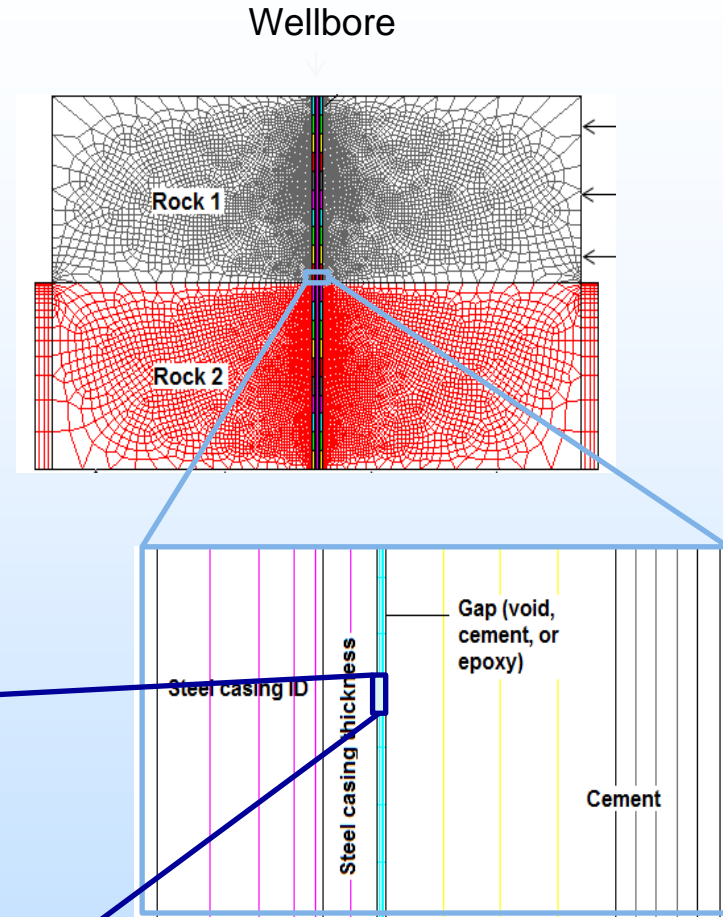 Wellbore
Rock 1
Rock 2
Gap (void,
cement, or
epoxy)
Steel casing ID
Steel casing thickness
Cement